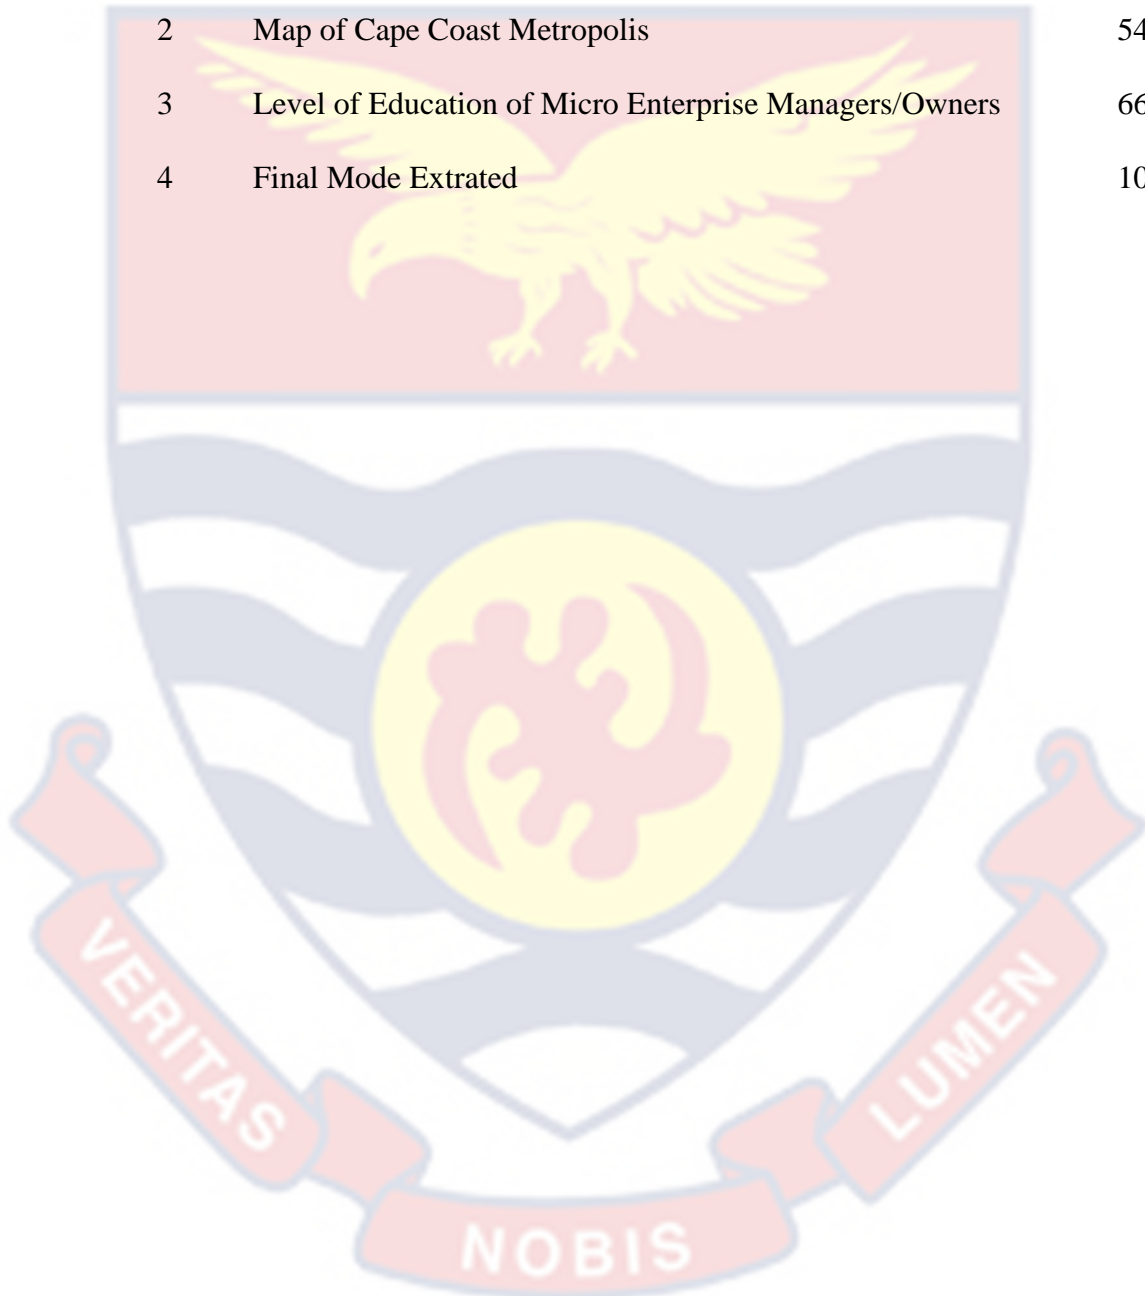 2 Map of Cape Coast Metropolis 54
3 Level of Education of Micro Enterprise Managers/Owners 66
4 Final Mode Extrated 10
VERITAS
NOBIS
LUMEN